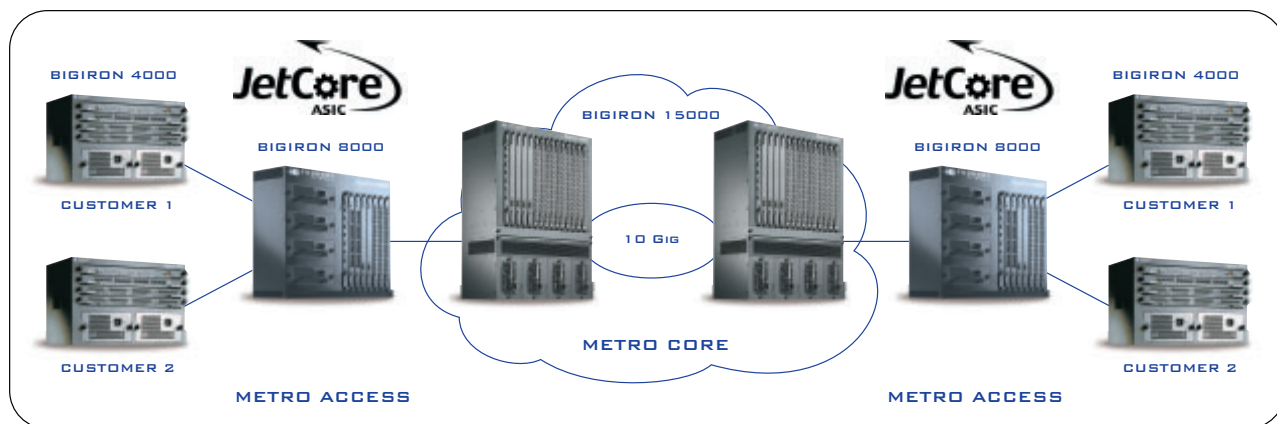 BIGIRON 4000
JetCore
ASIC
BIGIRON 8000
CUSTOMER 1
CUSTOMER 2
METRO ACCESS
BIGIRON 15000
10 GIG
METRO CORE
JetCore
ASIC
BIGIRON 8000
BIGIRON 4000
CUSTOMER 1
CUSTOMER 2
METRO ACCESS